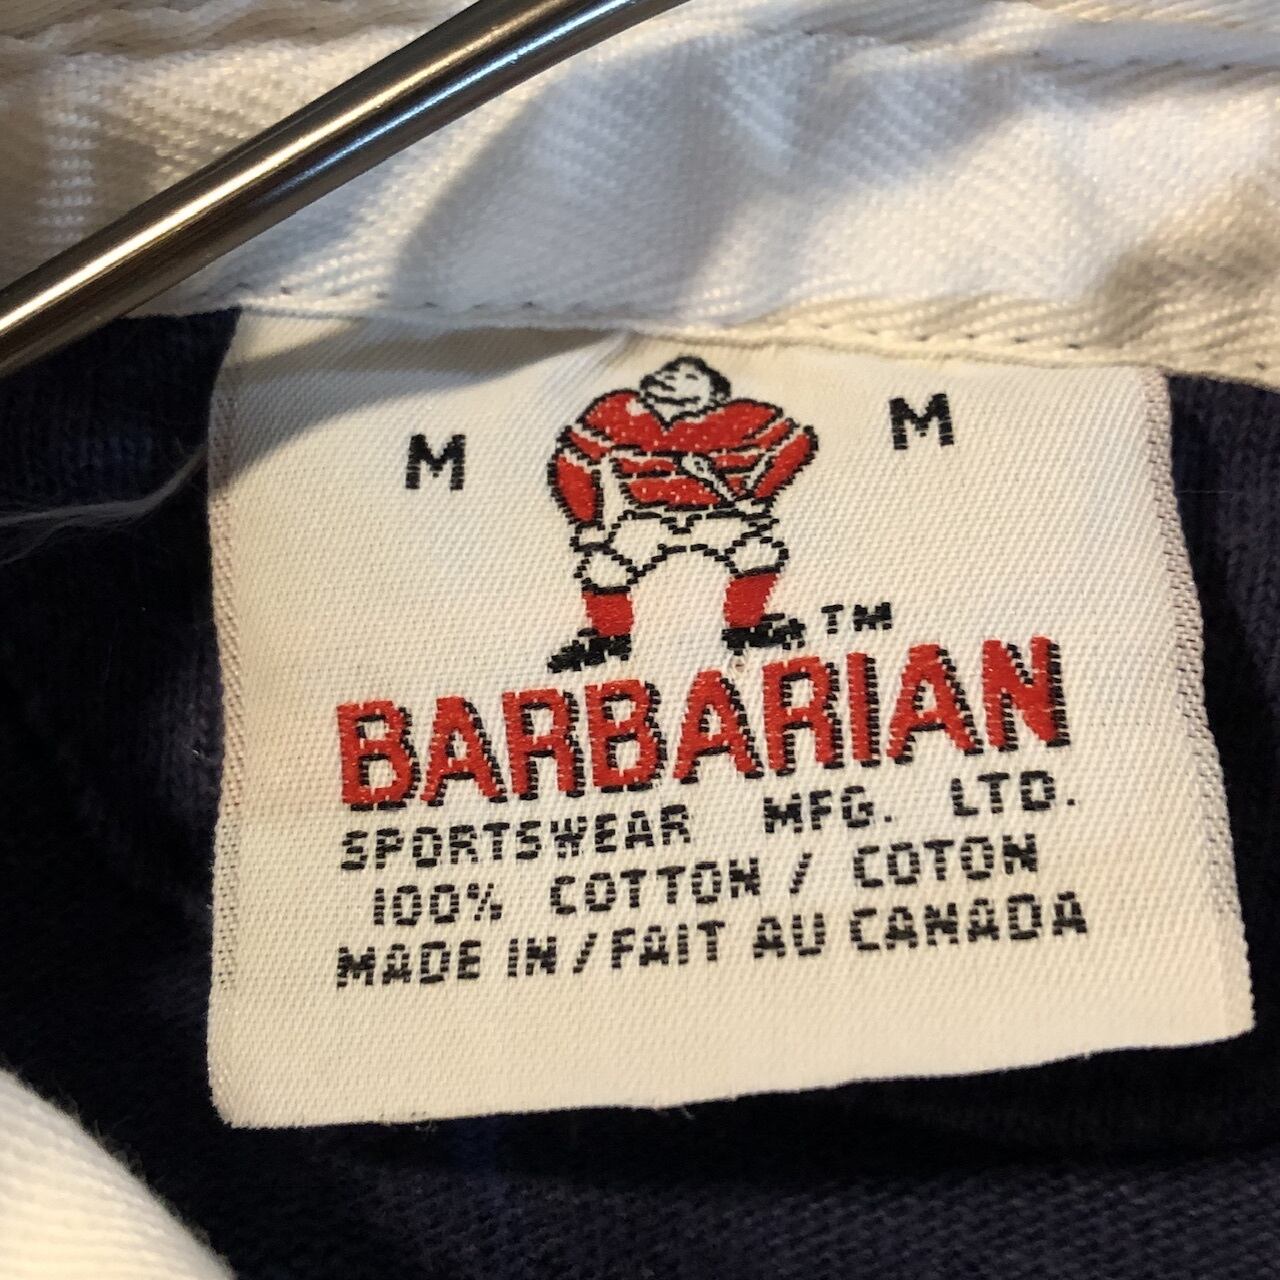 M M
TM
BARBARIAN
SPORTSWEAR MFG. LTD.
100% COTTON / COTON
MADE IN / FAIT AU CANADA